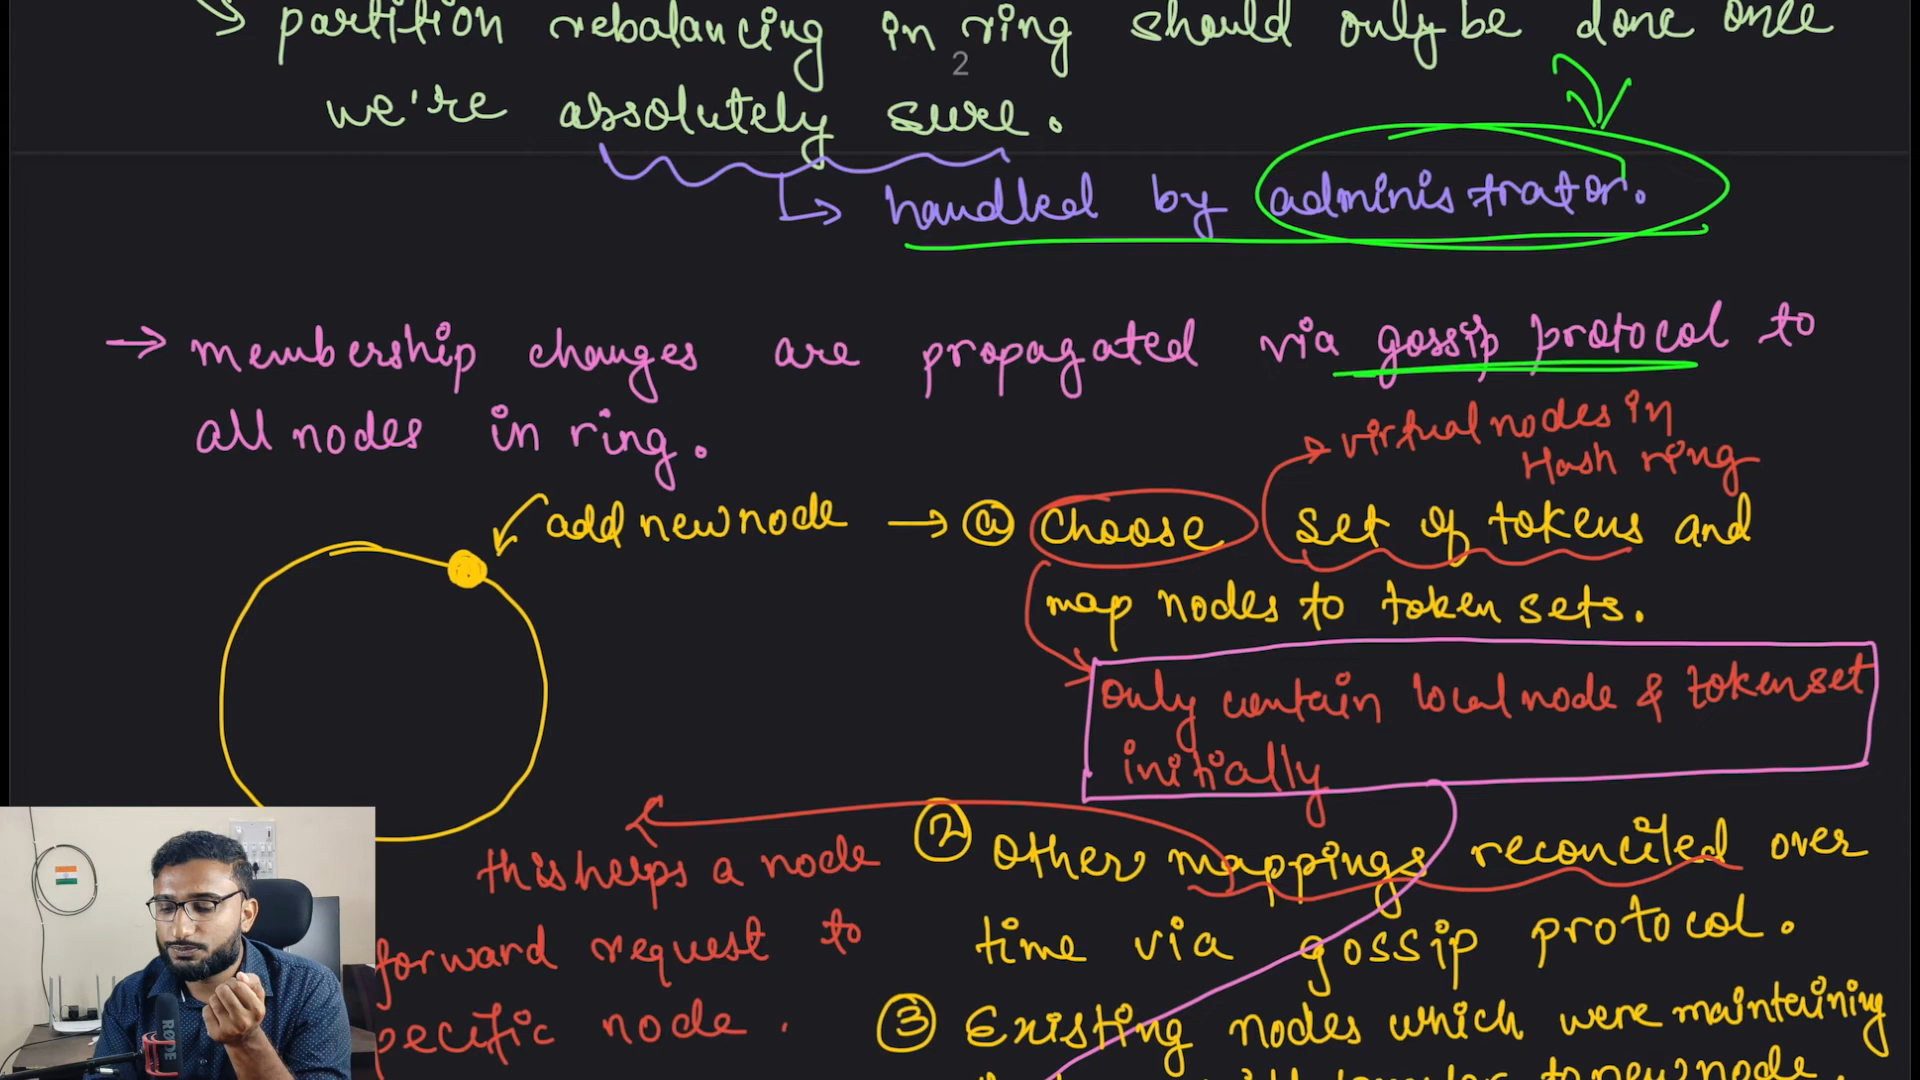 partition rebalancing in ring should only be done once
2
we're absolutely sure.
handled by administrator.
→ membership changes are propagated via gossip protocol to
all nodes in ring.
virtual nodes in
Hash ring
add new node → ⓐ Choose set of tokens and
map nodes to token sets.
only contain local node & tokenset
initially
② Other mappings reconciled over
time via gossip protocol.
this helps a node
forward request to
pecific node.
③ Existing nodes which were maintaining
to new node.
RODE